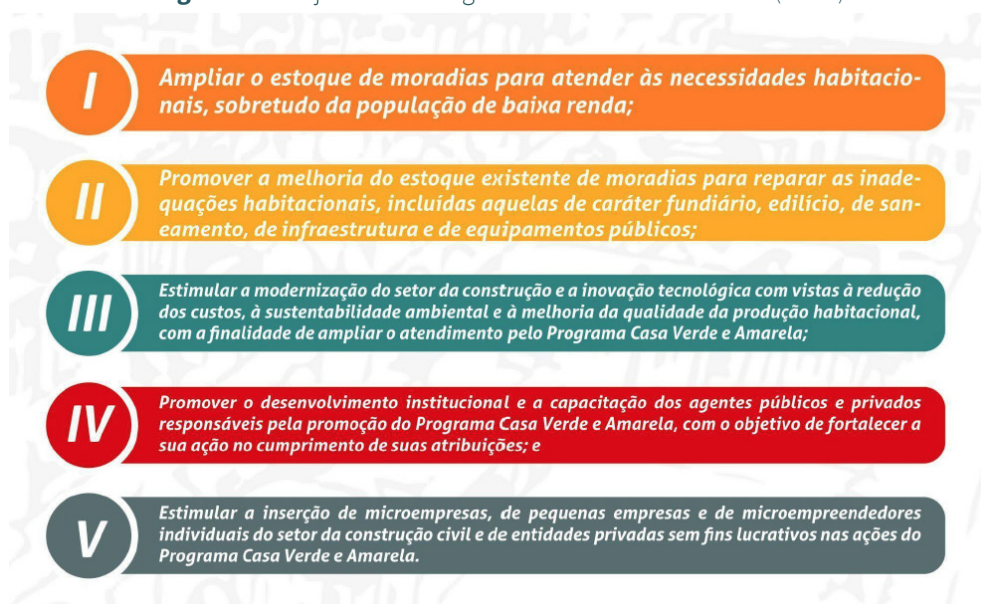 I
Ampliar o estoque de moradias para atender às necessidades habitacio-
nais, sobretudo da população de baixa renda;
II
Promover a melhoria do estoque existente de moradias para reparar as inade-
quações habitacionais, incluídas aquelas de caráter fundiário, edilício, de san-
eamento, de infraestrutura e de equipamentos públicos;
III
Estimular a modernização do setor da construção e a inovação tecnológica com vistas à redução
dos custos, à sustentabilidade ambiental e à melhoria da qualidade da produção habitacional,
com a finalidade de ampliar o atendimento pelo Programa Casa Verde e Amarela;
IV
Promover o desenvolvimento institucional e a capacitação dos agentes públicos e privados
responsáveis pela promoção do Programa Casa Verde e Amarela, com o objetivo de fortalecer a
sua ação no cumprimento de suas atribuições; e
V
Estimular a inserção de microempresas, de pequenas empresas e de microempreendedores
individuais do setor da construção civil e de entidades privadas sem fins lucrativos nas ações do
Programa Casa Verde e Amarela.